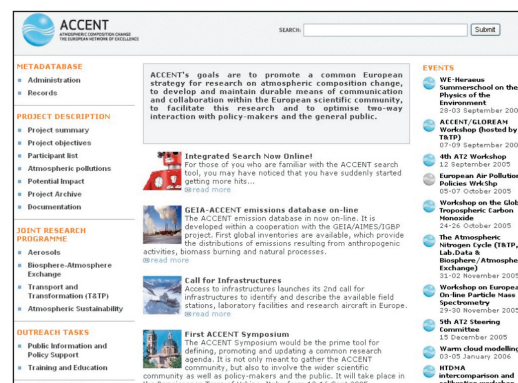 ACCENT
ATMOSPHERIC COMPOSITION CHANGE
THE EUROPEAN NETWORK OF EXCELLENCE
SEARCH:
Submit
METADATABASE
Administration
Records
PROJECT DESCRIPTION
Project summary
Project objectives
Participant list
Atmospheric pollutions
Potential Impact
Project Archive
Documentation
JOINT RESEARCH
PROGRAMME
Aerosols
Biosphere-Atmosphere
Exchange
Transport and
Transformation (T&TP)
Atmospheric Sustainability
OUTREACH TASKS
Public Information and
Policy Support
Training and Education
ACCENT's goals are to promote a common European
strategy for research on atmospheric composition change,
to develop and maintain durable means of communication
and collaboration within the European scientific community,
to facilitate this research and to optimise two-way
interaction with policy-makers and the general public.
Integrated Search Now Online!
For those of you who are familiar with the ACCENT search
tool, you may have noticed that you have suddenly started
getting more hits...
read more
GEIA-ACCENT emissions database on-line
The ACCENT emission database in now on-line. It is
developed within a cooperation with the GEIA/AIMES/IGBP
project. First global inventories are available, which provide
the distributions of emissions resulting from anthropogenic
activities, biomass burning and natural processes.
read more
Call for Infrastructures
Access to infrastructures launches its 2nd call for
infrastructures to identify and describe the available field
stations, laboratory facilities and research aircraft in Europe.
read more
First ACCENT Symposium
The ACCENT Symposium would be the prime tool for
defining, promoting and updating a common research
agenda. It is not only meant to gather the ACCENT
community, but also to involve the wider scientific
community as well as policy-makers and the public. It will take place in
EVENTS
WE-Heraeus
Summerschool on the
Physics of the
Environment
28-03 September 200
ACCENT/GLOREAM
Workshop (hosted by
T&TP)
07-09 September 200
4th AT2 Workshop
12 September 2005
European Air Pollution
Policies WrkShp
05-07 October 2005
Workshop on the Glob
Tropospheric Carbon
Monoxide
24-26 October 2005
The Atmospheric
Nitrogen Cycle (T&TP,
Lab.Data &
Biosphere/Atmosphe
Exchange)
31-02 November 2005
Workshop on Europea
On-line Particle Mass
Spectrometry
29-30 November 2005
5th AT2 Steering
Committee
15 December 2005
Warm cloud modelling
03-05 January 2006
HTDMA
intercomparison and